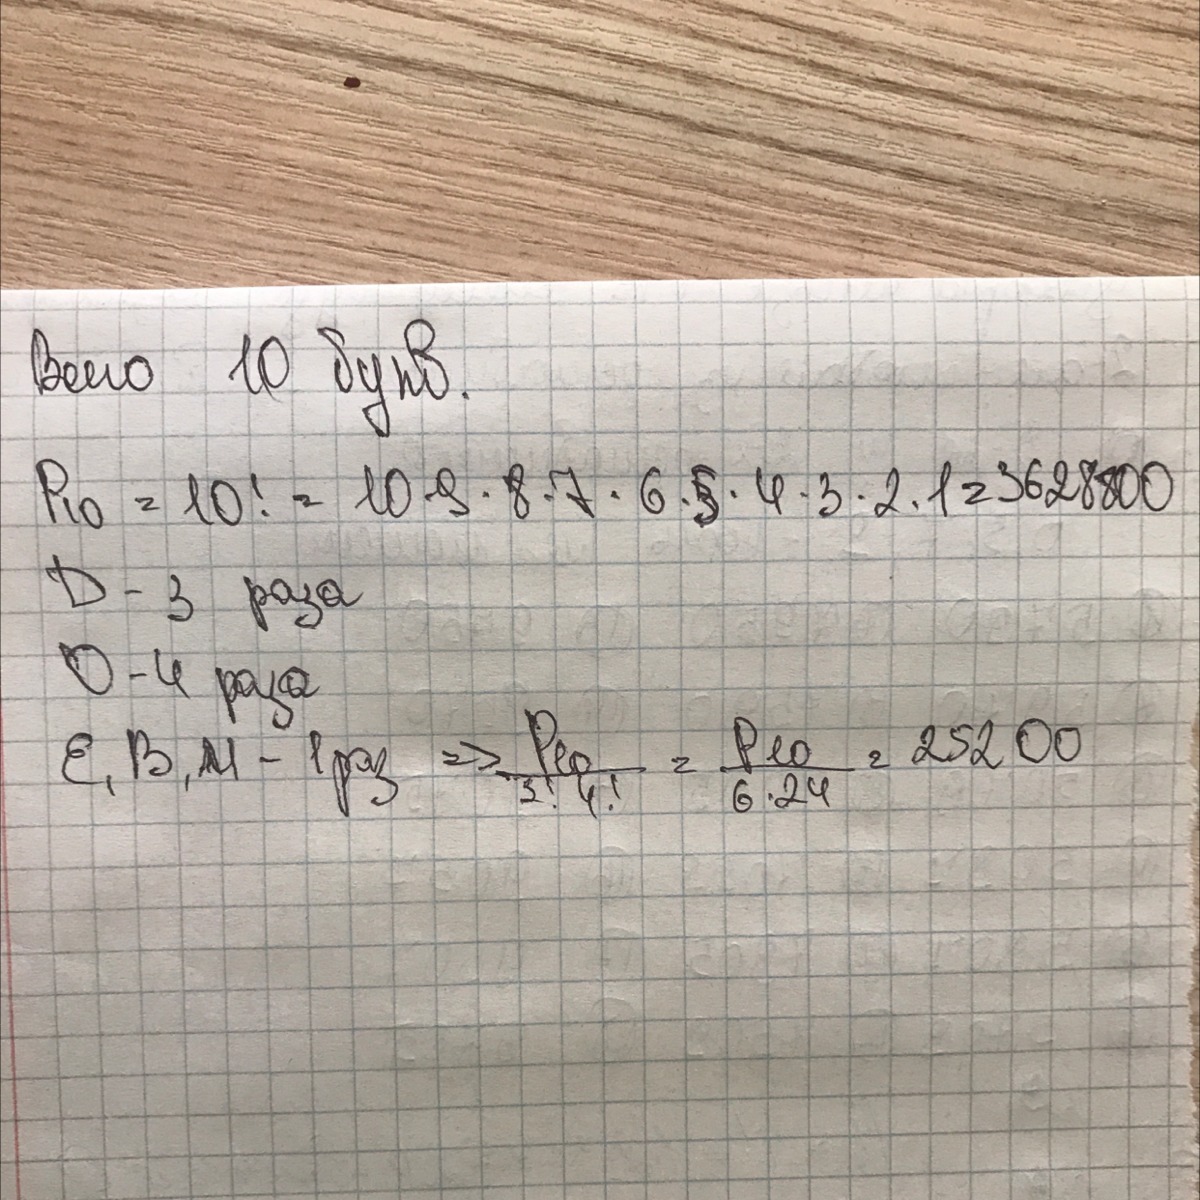 Всего 10 букв.
P10 = 10! = 10·9·8·7·6·5·4·3·2·1=3628800
D - 3 раза
O - 4 раза
Е, В, М - 1 раз => P10/3! 4! = P10/6·24 = 25200